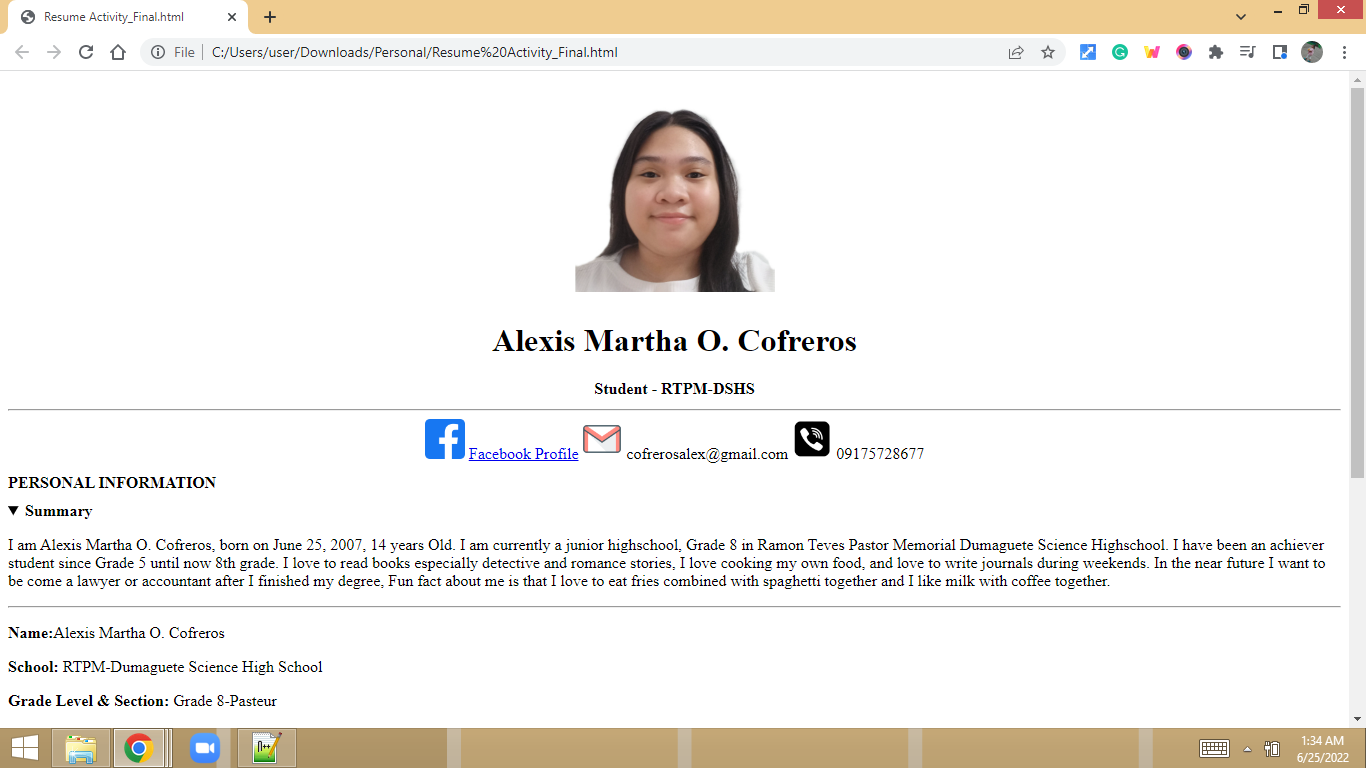 Resume Activity_Final.html
File
C:/Users/user/Downloads/Personal/Resume%20Activity_Final.html
Alexis Martha O. Cofreros
Student - RTPM-DSHS
Facebook Profile cofrerosalex@gmail.com 09175728677
PERSONAL INFORMATION
▼ Summary
I am Alexis Martha O. Cofreros, born on June 25, 2007, 14 years Old. I am currently a junior highschool, Grade 8 in Ramon Teves Pastor Memorial Dumaguete Science Highschool. I have been an achiever
student since Grade 5 until now 8th grade. I love to read books especially detective and romance stories, I love cooking my own food, and love to write journals during weekends. In the near future I want to
be come a lawyer or accountant after I finished my degree, Fun fact about me is that I love to eat fries combined with spaghetti together and I like milk with coffee together.
Name:Alexis Martha O. Cofreros
School: RTPM-Dumaguete Science High School
Grade Level & Section: Grade 8-Pasteur
1:34 AM
6/25/2022